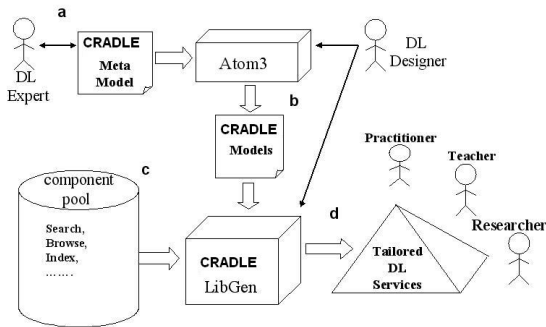 a
CRADLE
Meta
Model
DL
Expert
Atom3
DL
Designer
b
CRADLE
Models
c
component
pool
Search,
Browse,
Index,
.......
CRADLE
LibGen
d
Practitioner
Teacher
Researcher
Tailored
DL
Services